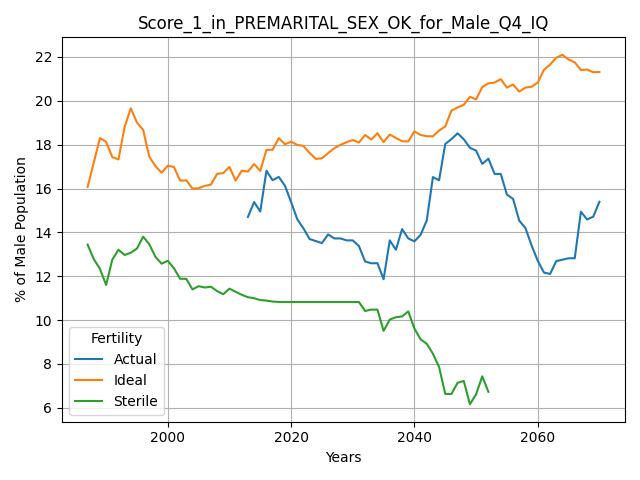 Score_1_in_PREMARITAL_SEX_OK_for_Male_Q4_IQ
% of Male Population
22
20
18
16
14
12
10
8
6
Fertility
Actual
Ideal
Sterile
2000 2020 2040 2060
Years